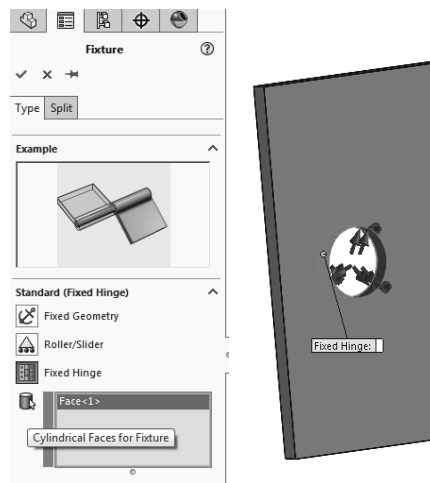 Fixture
Type Split
Example
Standard (Fixed Hinge)
Fixed Geometry
Roller/Slider
Fixed Hinge
Face<1>
Cylindrical Faces for Fixture
Fixed Hinge: